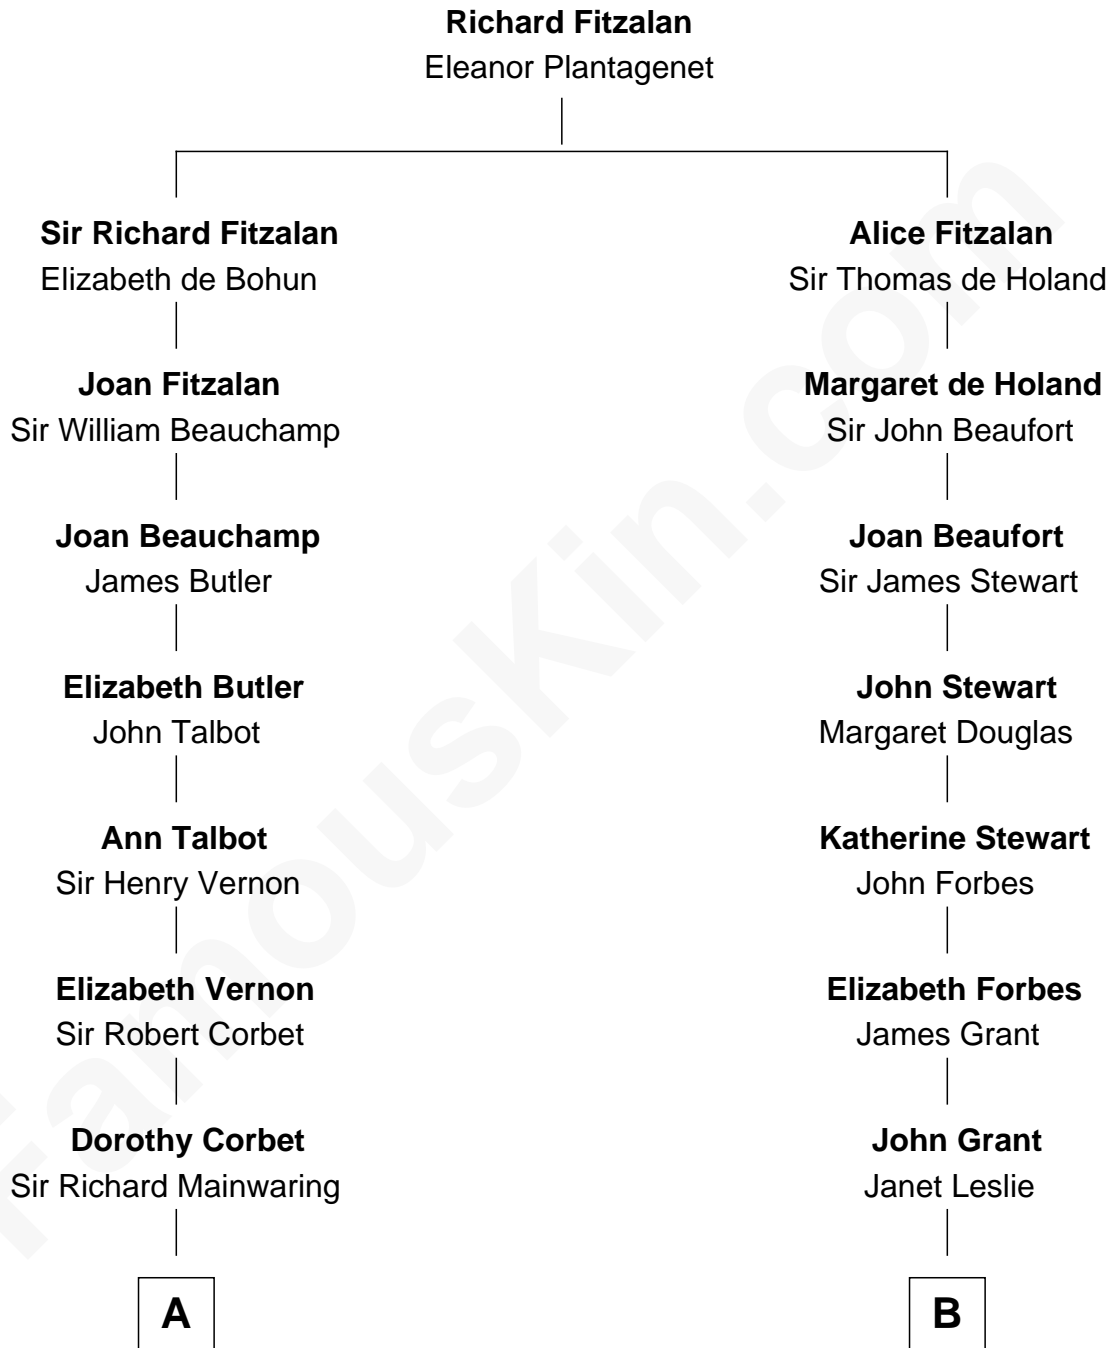 Richard Fitzalan
Eleanor Plantagenet
Sir Richard Fitzalan
Elizabeth de Bohun
Alice Fitzalan
Sir Thomas de Holand
Joan Fitzalan
Sir William Beauchamp
Margaret de Holand
Sir John Beaufort
Joan Beauchamp
James Butler
Joan Beaufort
Sir James Stewart
Elizabeth Butler
John Talbot
John Stewart
Margaret Douglas
Ann Talbot
Sir Henry Vernon
Katherine Stewart
John Forbes
Elizabeth Vernon
Sir Robert Corbet
Elizabeth Forbes
James Grant
Dorothy Corbet
Sir Richard Mainwaring
John Grant
Janet Leslie
A
B
FamousKin.com